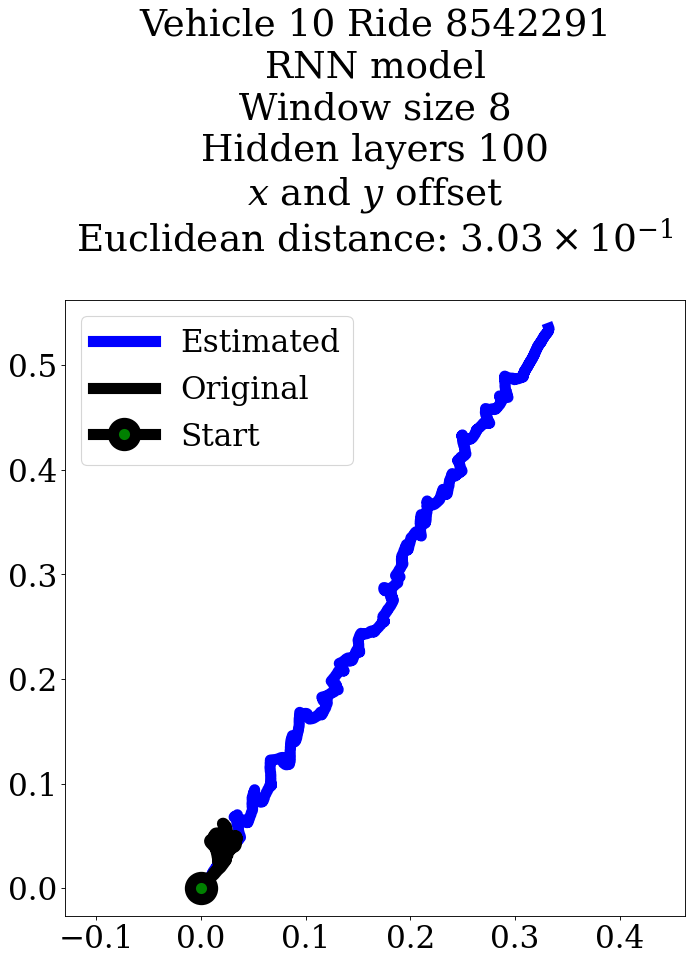 Vehicle 10 Ride 8542291
RNN model
Window size 8
Hidden layers 100
x and y offset
Euclidean distance: 3.03 × 10⁻¹
Estimated
Original
Start
0.5
0.4
0.3
0.2
0.1
0.0
−0.1 0.0 0.1 0.2 0.3 0.4